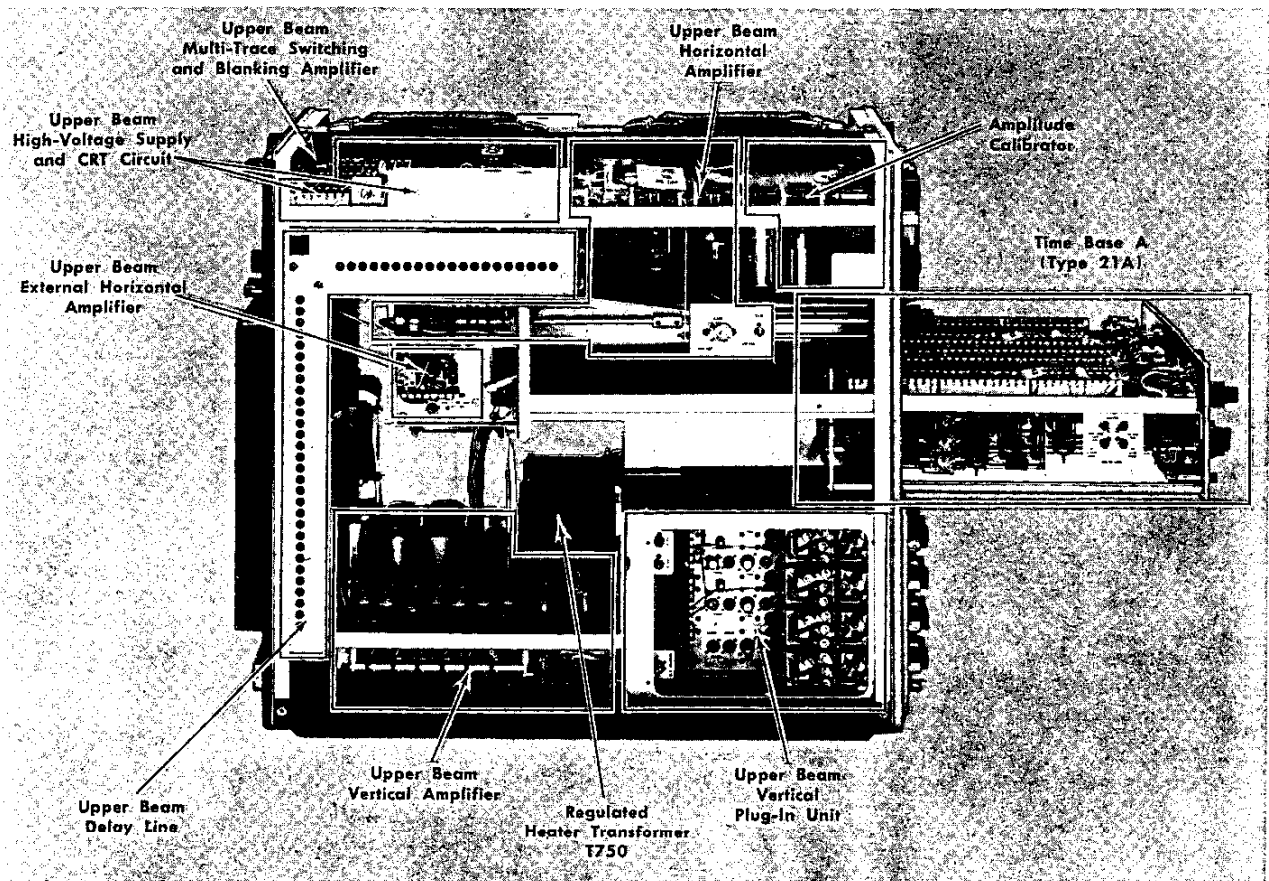 Upper Beam
Multi-Trace Switching
and Blanking Amplifier
Upper Beam
Horizontal
Amplifier
Upper Beam
High-Voltage Supply
and CRT Circuit
Amplitude
Calibrator
Time Base A
(Type 21A)
Upper Beam
External Horizontal
Amplifier
Upper Beam
Delay Line
Upper Beam
Vertical Amplifier
Regulated
Heater Transformer
T750
Upper Beam
Vertical
Plug-In Unit